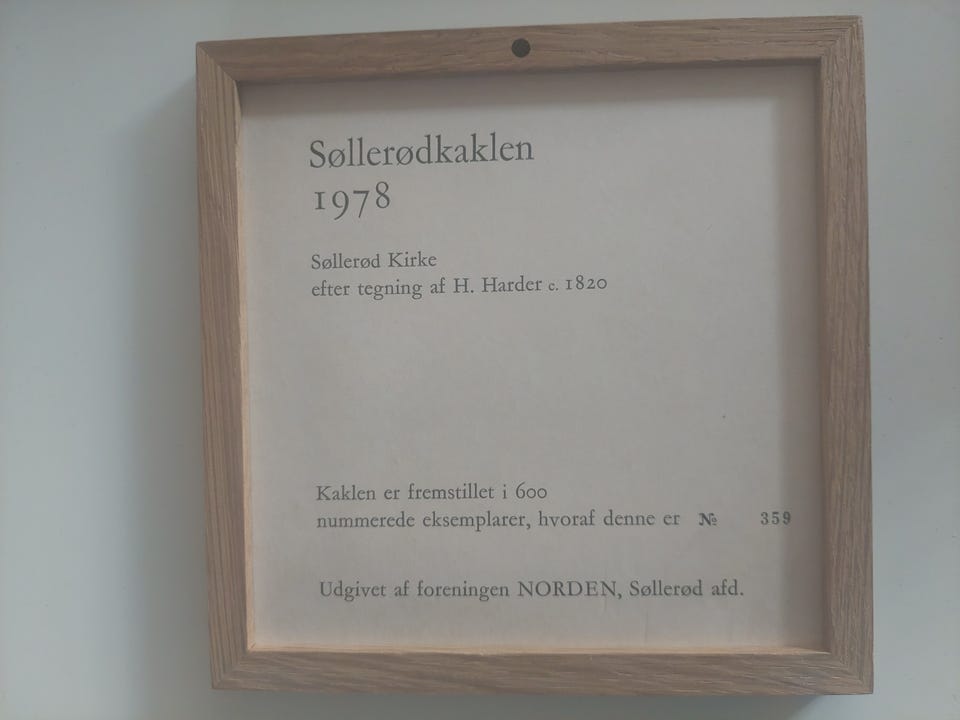 Søllerødkaklen
1978
Søllerød Kirke
efter tegning af H. Harder c. 1820
Kaklen er fremstillet i 600
nummerede eksemplarer, hvoraf denne er № 359
Udgivet af foreningen NORDEN, Søllerød afd.